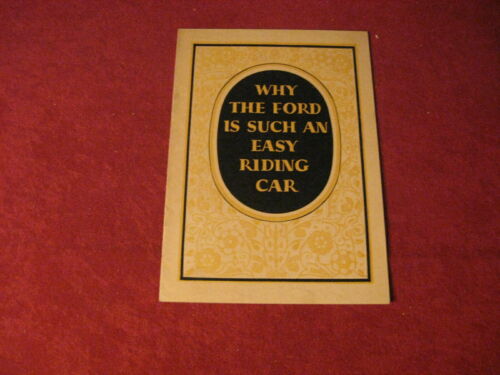 WHY
THE FORD
IS SUCH AN
EASY
RIDING
CAR